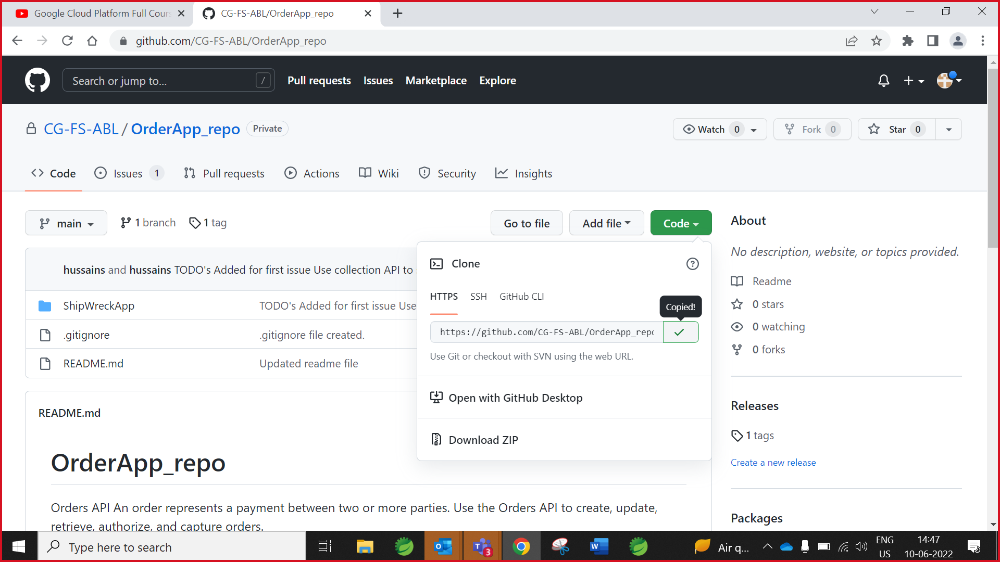 Google Cloud Platform Full Cours
CG-FS-ABL/OrderApp_repo
github.com/CG-FS-ABL/OrderApp_repo
Search or jump to... /
Pull requests Issues Marketplace Explore
CG-FS-ABL / OrderApp_repo Private
Watch 0 Fork 0 Star 0
Code Issues 1 Pull requests Actions Wiki Security Insights
main 1 branch 1 tag
Go to file Add file Code
hussains and hussains TODO's Added for first issue Use collection API to
ShipWreckApp TODO's Added for first issue Use
.gitignore .gitignore file created.
README.md Updated readme file
Clone
HTTPS SSH GitHub CLI
Copied!
https://github.com/CG-FS-ABL/OrderApp_repo
Use Git or checkout with SVN using the web URL.
Open with GitHub Desktop
Download ZIP
README.md
OrderApp_repo
Orders API An order represents a payment between two or more parties. Use the Orders API to create, update,
retrieve, authorize, and capture orders.
About
No description, website, or topics provided.
Readme
0 stars
0 watching
0 forks
Releases
1 tags
Create a new release
Packages
Type here to search
3
Air q...
ENG
US
14:47
10-06-2022